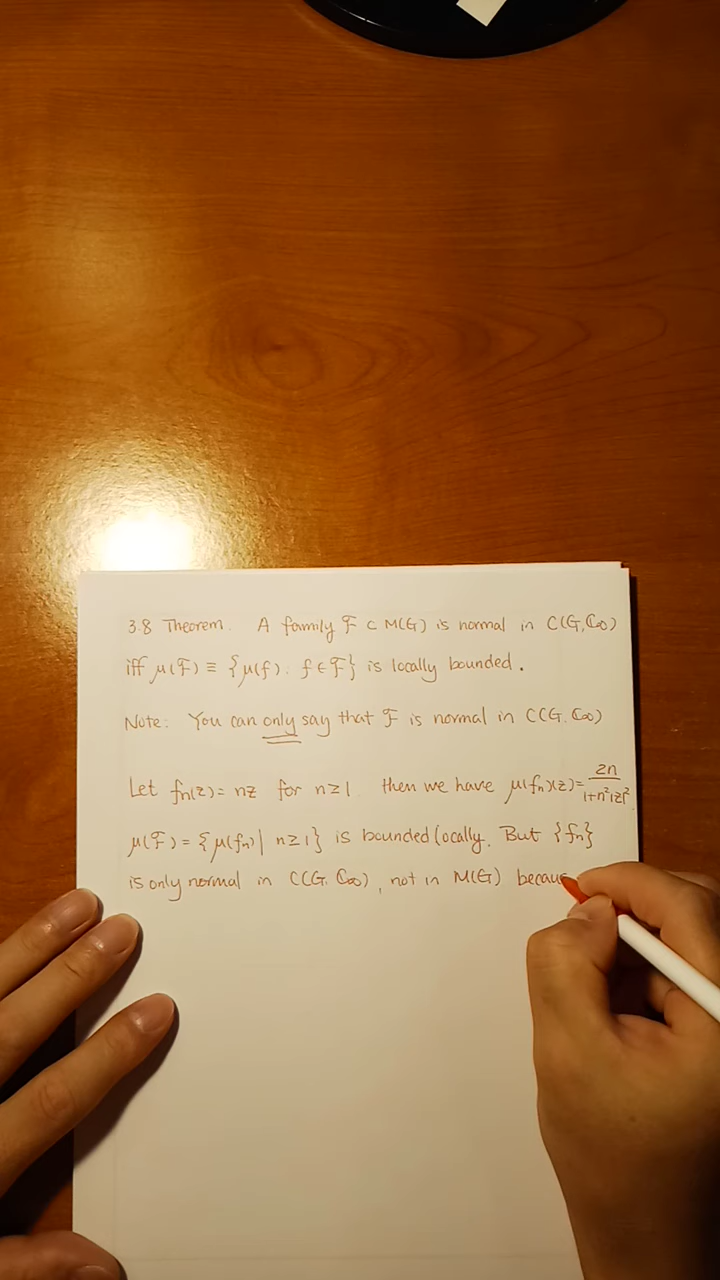 3.8 Theorem. A family ℱ ⊂ M(G) is normal in C(G, ℂ∞)
iff μ(ℱ) ≡ {μ(f) : f ∈ ℱ} is locally bounded.
Note: You can only say that ℱ is normal in C(G, ℂ∞)
Let fn(z) = nz for n ≥ 1 then we have μ(fn)(z) = 2n / 1+n²|z|²
μ(ℱ) = {μ(fn) | n ≥ 1} is bounded locally. But {fn}
is only normal in C(G, ℂ∞), not in M(G) becaus